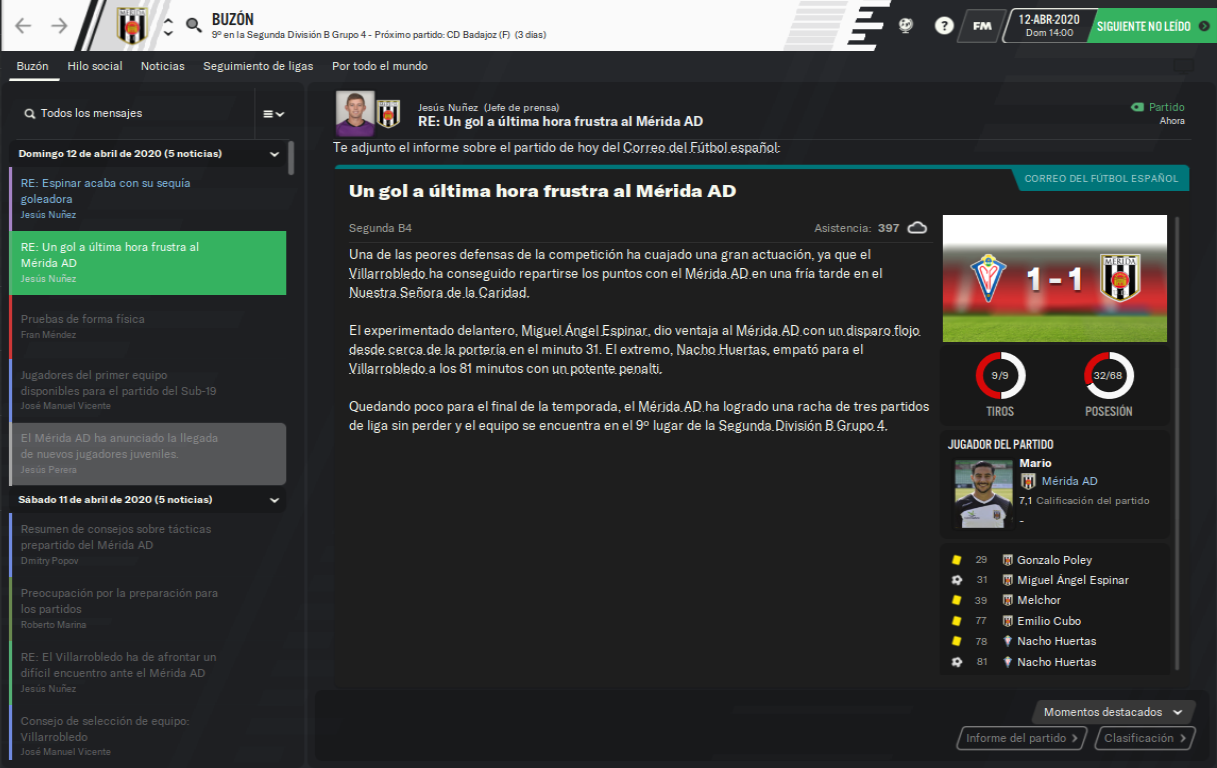 BUZÓN
9º en la Segunda División B Grupo 4 - Próximo partido: CD Badajoz (F) (3 días)
?
FM
12-ABR-2020
Dom 14:00
SIGUIENTE NO LEÍDO
Buzón
Hilo social
Noticias
Seguimiento de ligas
Por todo el mundo
Todos los mensajes
Domingo 12 de abril de 2020 (5 noticias)
RE: Espinar acaba con su sequía
goleadora
Jesús Nuñez
RE: Un gol a última hora frustra al
Mérida AD
Jesús Nuñez
Pruebas de forma física
Fran Méndez
Jugadores del primer equipo
disponibles para el partido del Sub-19
José Manuel Vicente
El Mérida AD ha anunciado la llegada
de nuevos jugadores juveniles.
Jesús Perera
Sábado 11 de abril de 2020 (5 noticias)
Resumen de consejos sobre tácticas
prepartido del Mérida AD
Dmitry Popov
Preocupación por la preparación para
los partidos
Roberto Marina
RE: El Villarrobledo ha de afrontar un
difícil encuentro ante el Mérida AD
Jesús Nuñez
Consejo de selección de equipo:
Villarrobledo
José Manuel Vicente
Jesús Nuñez (Jefe de prensa)
RE: Un gol a última hora frustra al Mérida AD
Partido
Ahora
Te adjunto el informe sobre el partido de hoy del Correo del Fútbol español:
CORREO DEL FÚTBOL ESPAÑOL
Un gol a última hora frustra al Mérida AD
Segunda B4
Asistencia: 397
Una de las peores defensas de la competición ha cuajado una gran actuación, ya que el
Villarrobledo ha conseguido repartirse los puntos con el Mérida AD en una fría tarde en el
Nuestra Señora de la Caridad.
El experimentado delantero, Miguel Ángel Espinar, dio ventaja al Mérida AD con un disparo flojo
desde cerca de la portería en el minuto 31. El extremo, Nacho Huertas, empató para el
Villarrobledo a los 81 minutos con un potente penalti.
Quedando poco para el final de la temporada, el Mérida AD ha logrado una racha de tres partidos
de liga sin perder y el equipo se encuentra en el 9º lugar de la Segunda División B Grupo 4.
1 - 1
MÉRIDA
9/9
32/68
TIROS
POSESIÓN
JUGADOR DEL PARTIDO
Mario
Mérida AD
7,1 Calificación del partido
-
29 Gonzalo Poley
31 Miguel Ángel Espinar
39 Melchor
77 Emilio Cubo
78 Nacho Huertas
81 Nacho Huertas
Momentos destacados
Informe del partido
Clasificación